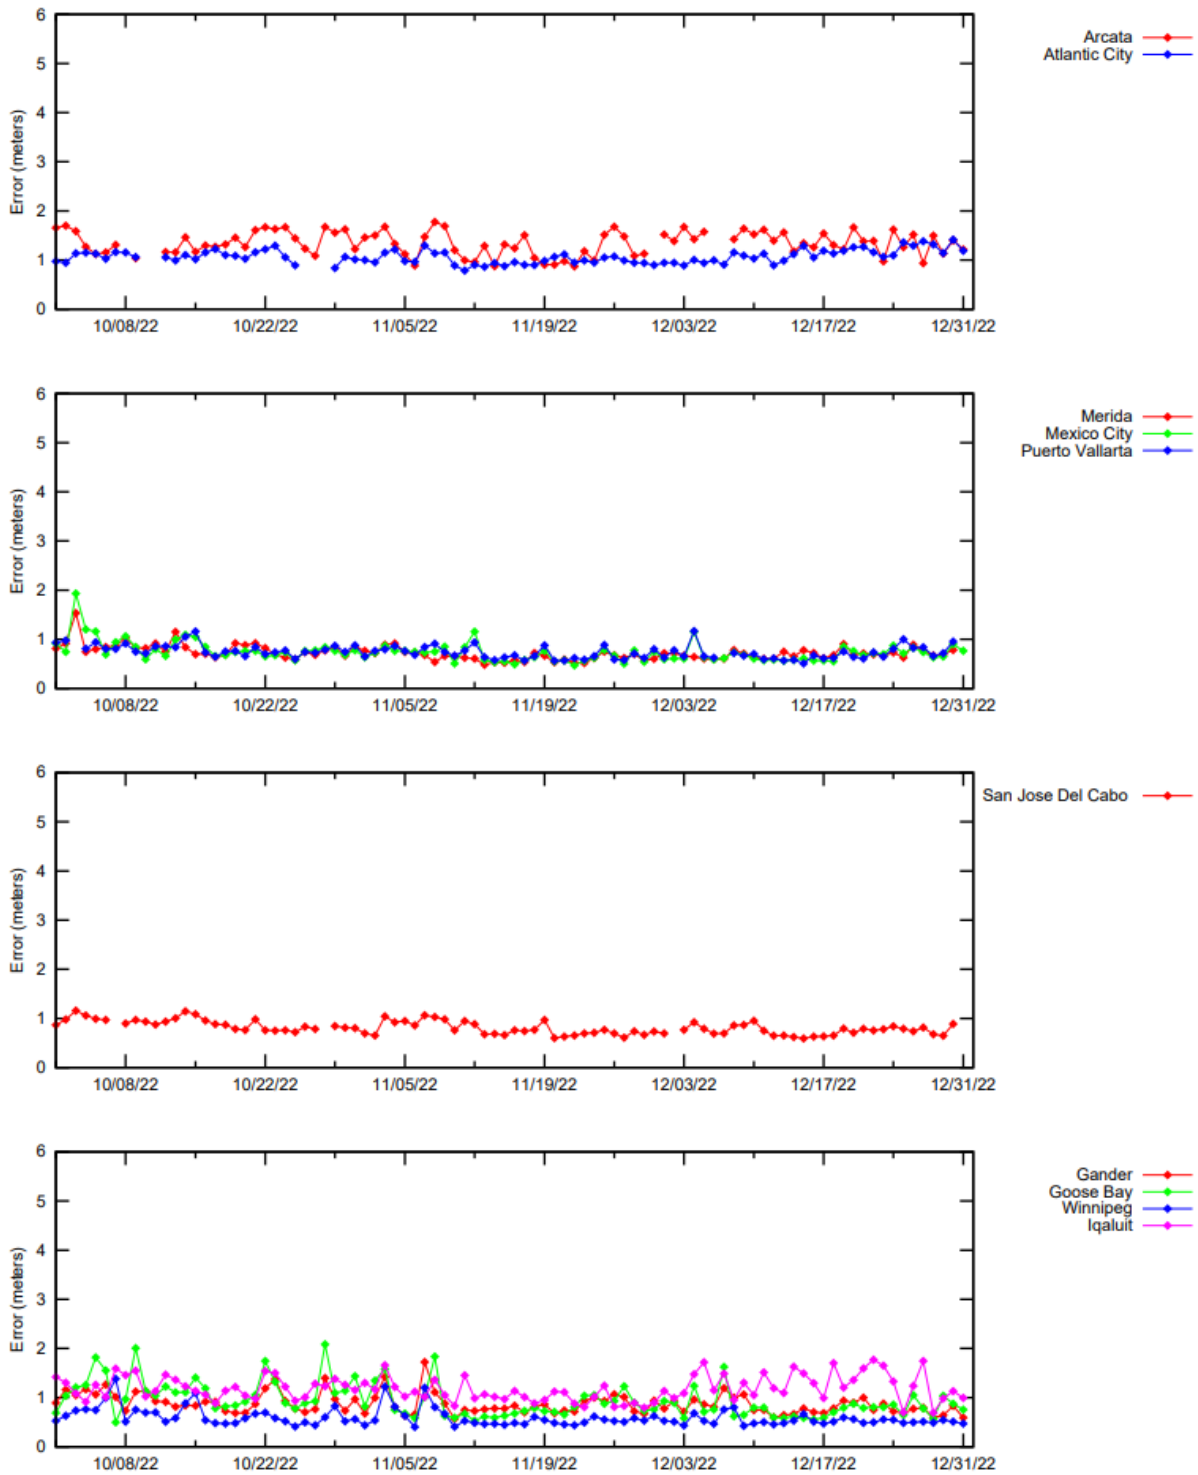 6
5
4
3
2
1
0
Error (meters)
10/08/22 10/22/22 11/05/22 11/19/22 12/03/22 12/17/22 12/31/22
Arcata
Atlantic City
6
5
4
3
2
1
0
Error (meters)
10/08/22 10/22/22 11/05/22 11/19/22 12/03/22 12/17/22 12/31/22
Merida
Mexico City
Puerto Vallarta
6
5
4
3
2
1
0
Error (meters)
10/08/22 10/22/22 11/05/22 11/19/22 12/03/22 12/17/22 12/31/22
San Jose Del Cabo
6
5
4
3
2
1
0
Error (meters)
10/08/22 10/22/22 11/05/22 11/19/22 12/03/22 12/17/22 12/31/22
Gander
Goose Bay
Winnipeg
Iqaluit